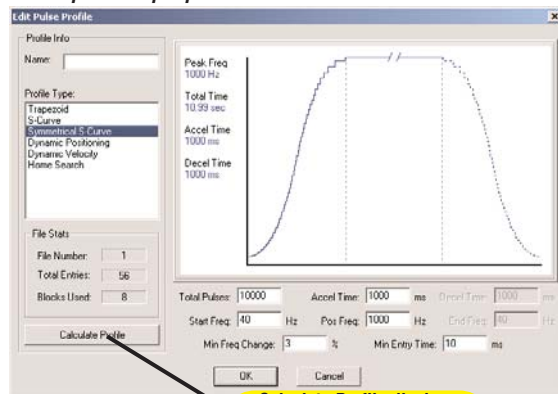 Edit Pulse Profile
Profile Info
Name:
Profile Type:
Trapezoid
S-Curve
Symmetrical S-Curve
Dynamic Positioning
Dynamic Velocity
Home Search
File Stats
File Number: 1
Total Entries: 56
Blocks Used: 8
Calculate Profile
Peak Freq
1000 Hz
Total Time
10.99 sec
Accel Time
1000 ms
Decel Time
1000 ms
Total Pulses: 10000 Accel Time: 1000 ms Decel Time: 1000 ms
Start Freq: 40 Hz Pos Freq: 1000 Hz End Freq: 40 Hz
Min Freq Change: 3 % Min Entry Time: 10 ms
OK Cancel